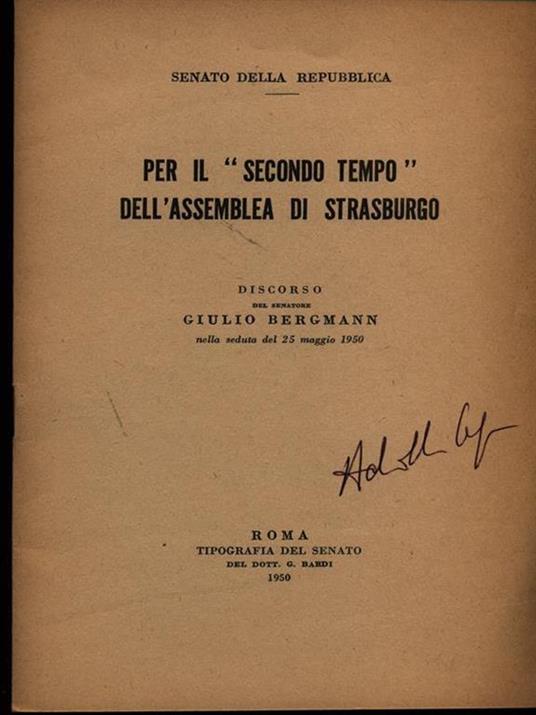 SENATO DELLA REPUBBLICA
PER IL “SECONDO TEMPO”
DELL'ASSEMBLEA DI STRASBURGO
DISCORSO
DEL SENATORE
GIULIO BERGMANN
nella seduta del 25 maggio 1950
ROMA
TIPOGRAFIA DEL SENATO
DEL DOTT. G. BARDI
1950